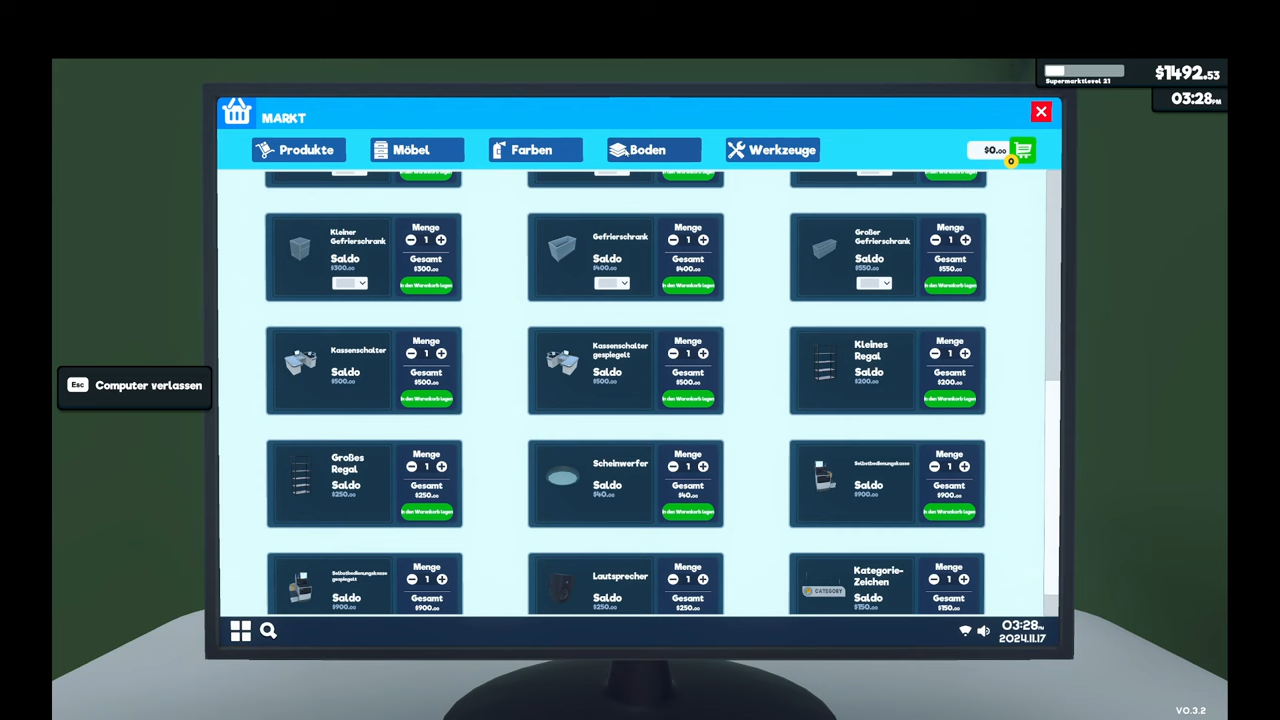 $1492.53
Supermarktlevel 21
03:28PM
MARKT
Produkte
Möbel
Farben
Boden
Werkzeuge
$0.00
0
Kleiner
Gefrierschrank
Saldo
$300.00
Menge
1
Gesamt
$300.00
In den Warenkorb legen
Gefrierschrank
Saldo
$400.00
Menge
1
Gesamt
$400.00
In den Warenkorb legen
Großer
Gefrierschrank
Saldo
$550.00
Menge
1
Gesamt
$550.00
In den Warenkorb legen
Kassenschalter
Saldo
$500.00
Menge
1
Gesamt
$500.00
In den Warenkorb legen
Kassenschalter
gespiegelt
Saldo
$500.00
Menge
1
Gesamt
$500.00
In den Warenkorb legen
Kleines
Regal
Saldo
$200.00
Menge
1
Gesamt
$200.00
In den Warenkorb legen
Esc
Computer verlassen
Großes
Regal
Saldo
$250.00
Menge
1
Gesamt
$250.00
In den Warenkorb legen
Scheinwerfer
Saldo
$40.00
Menge
1
Gesamt
$40.00
In den Warenkorb legen
Selbstbedienungskasse
Saldo
$900.00
Menge
1
Gesamt
$900.00
In den Warenkorb legen
Selbstbedienungskasse
gespiegelt
Saldo
$900.00
Menge
1
Gesamt
$900.00
Lautsprecher
Saldo
$250.00
Menge
1
Gesamt
$250.00
CATEGORY
Kategorie-
Zeichen
Saldo
$150.00
Menge
1
Gesamt
$150.00
03:28PM
2024.11.17
V0.3.2